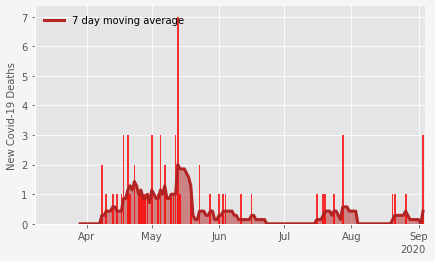 7 day moving average
New Covid-19 Deaths
7
6
5
4
3
2
1
0
Apr
May
Jun
Jul
Aug
Sep
2020